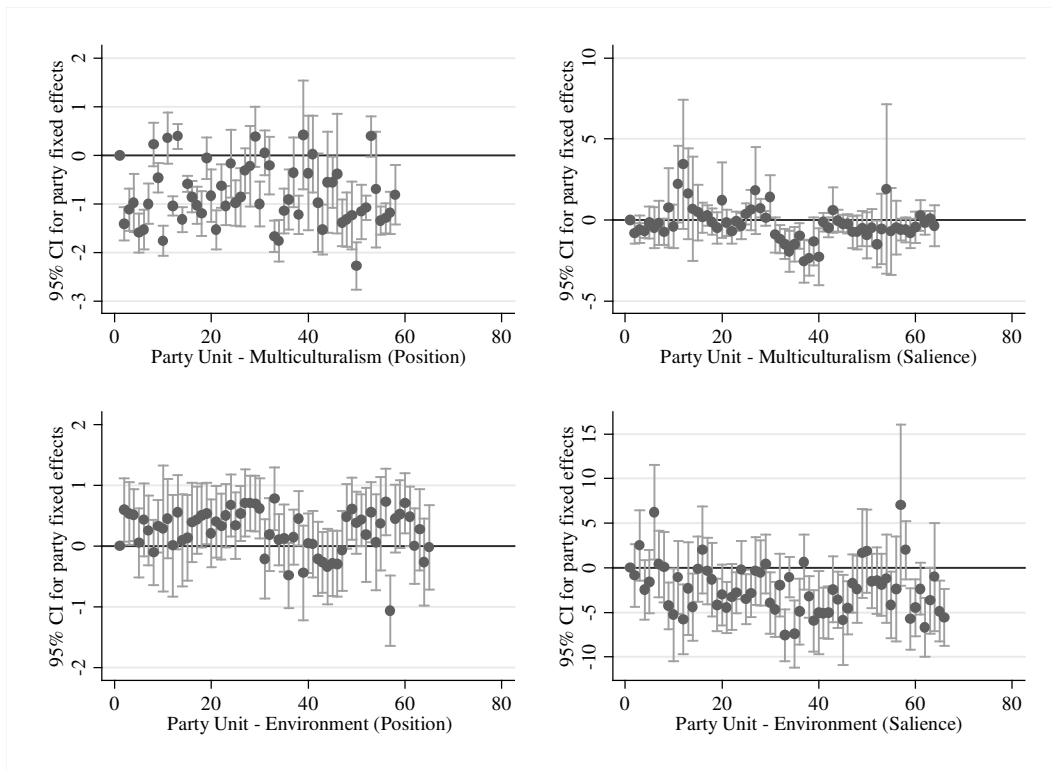 95% CI for party fixed effects
2
1
0
-1
-2
-3
0 20 40 60 80
Party Unit - Multiculturalism (Position)
95% CI for party fixed effects
10
5
0
-5
0 20 40 60 80
Party Unit - Multiculturalism (Salience)
95% CI for party fixed effects
2
1
0
-1
-2
0 20 40 60 80
Party Unit - Environment (Position)
95% CI for party fixed effects
15
10
5
0
-5
-10
0 20 40 60 80
Party Unit - Environment (Salience)